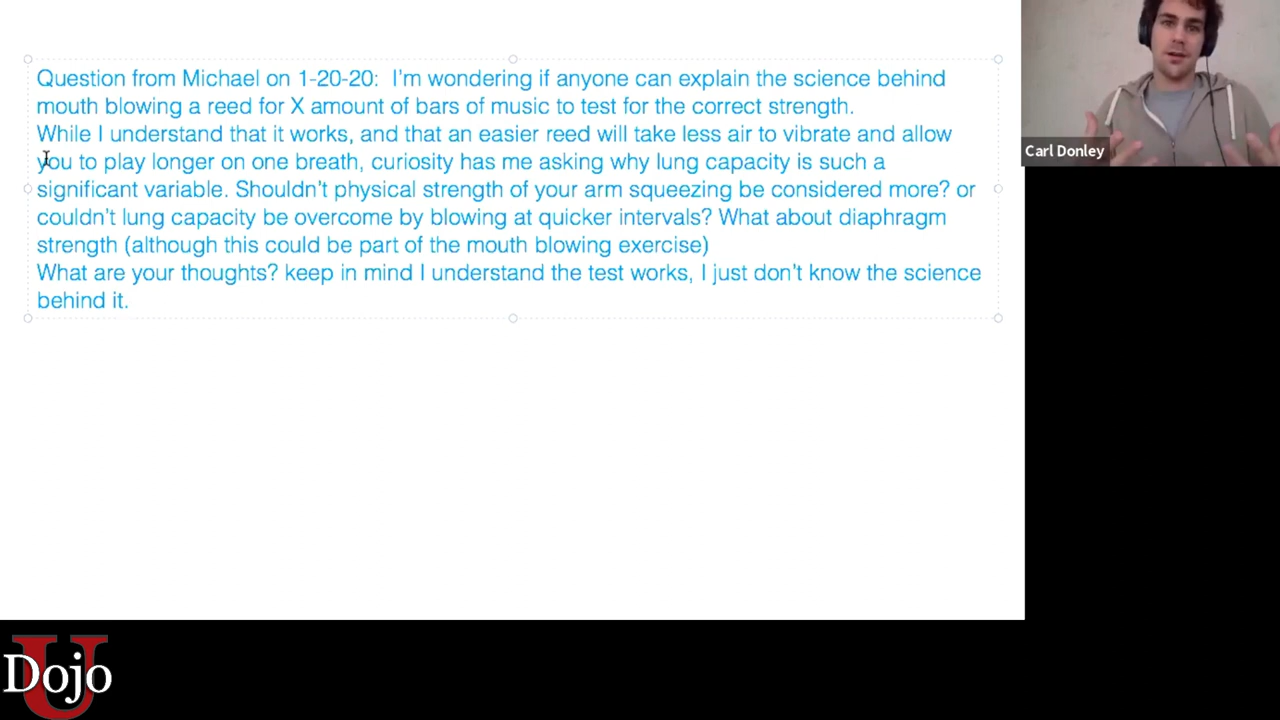 Question from Michael on 1-20-20:  I'm wondering if anyone can explain the science behind
mouth blowing a reed for X amount of bars of music to test for the correct strength.
While I understand that it works, and that an easier reed will take less air to vibrate and allow
you to play longer on one breath, curiosity has me asking why lung capacity is such a
significant variable. Shouldn't physical strength of your arm squeezing be considered more? or
couldn't lung capacity be overcome by blowing at quicker intervals? What about diaphragm
strength (although this could be part of the mouth blowing exercise)
What are your thoughts? keep in mind I understand the test works, I just don't know the science
behind it.
Carl Donley
U
Dojo